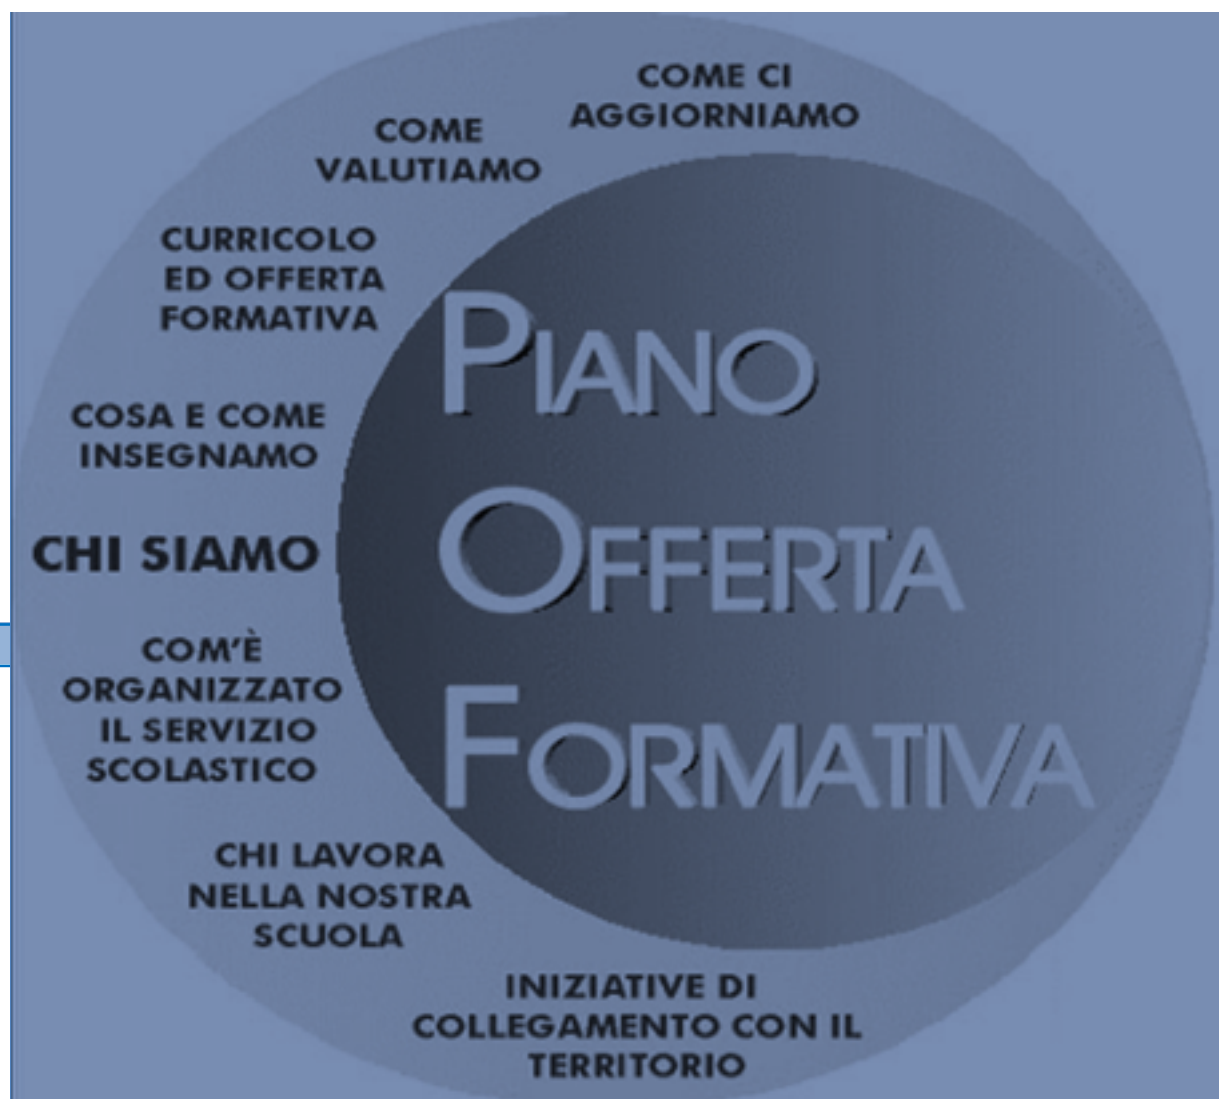 COME CI
AGGIORNIAMO
COME
VALUTIAMO
CURRICOLO
ED OFFERTA
FORMATIVA
COSA E COME
INSEGNAMO
CHI SIAMO
COM'È
ORGANIZZATO
IL SERVIZIO
SCOLASTICO
CHI LAVORA
NELLA NOSTRA
SCUOLA
INIZIATIVE DI
COLLEGAMENTO CON IL
TERRITORIO
PIANO
OFFERTA
FORMATIVA